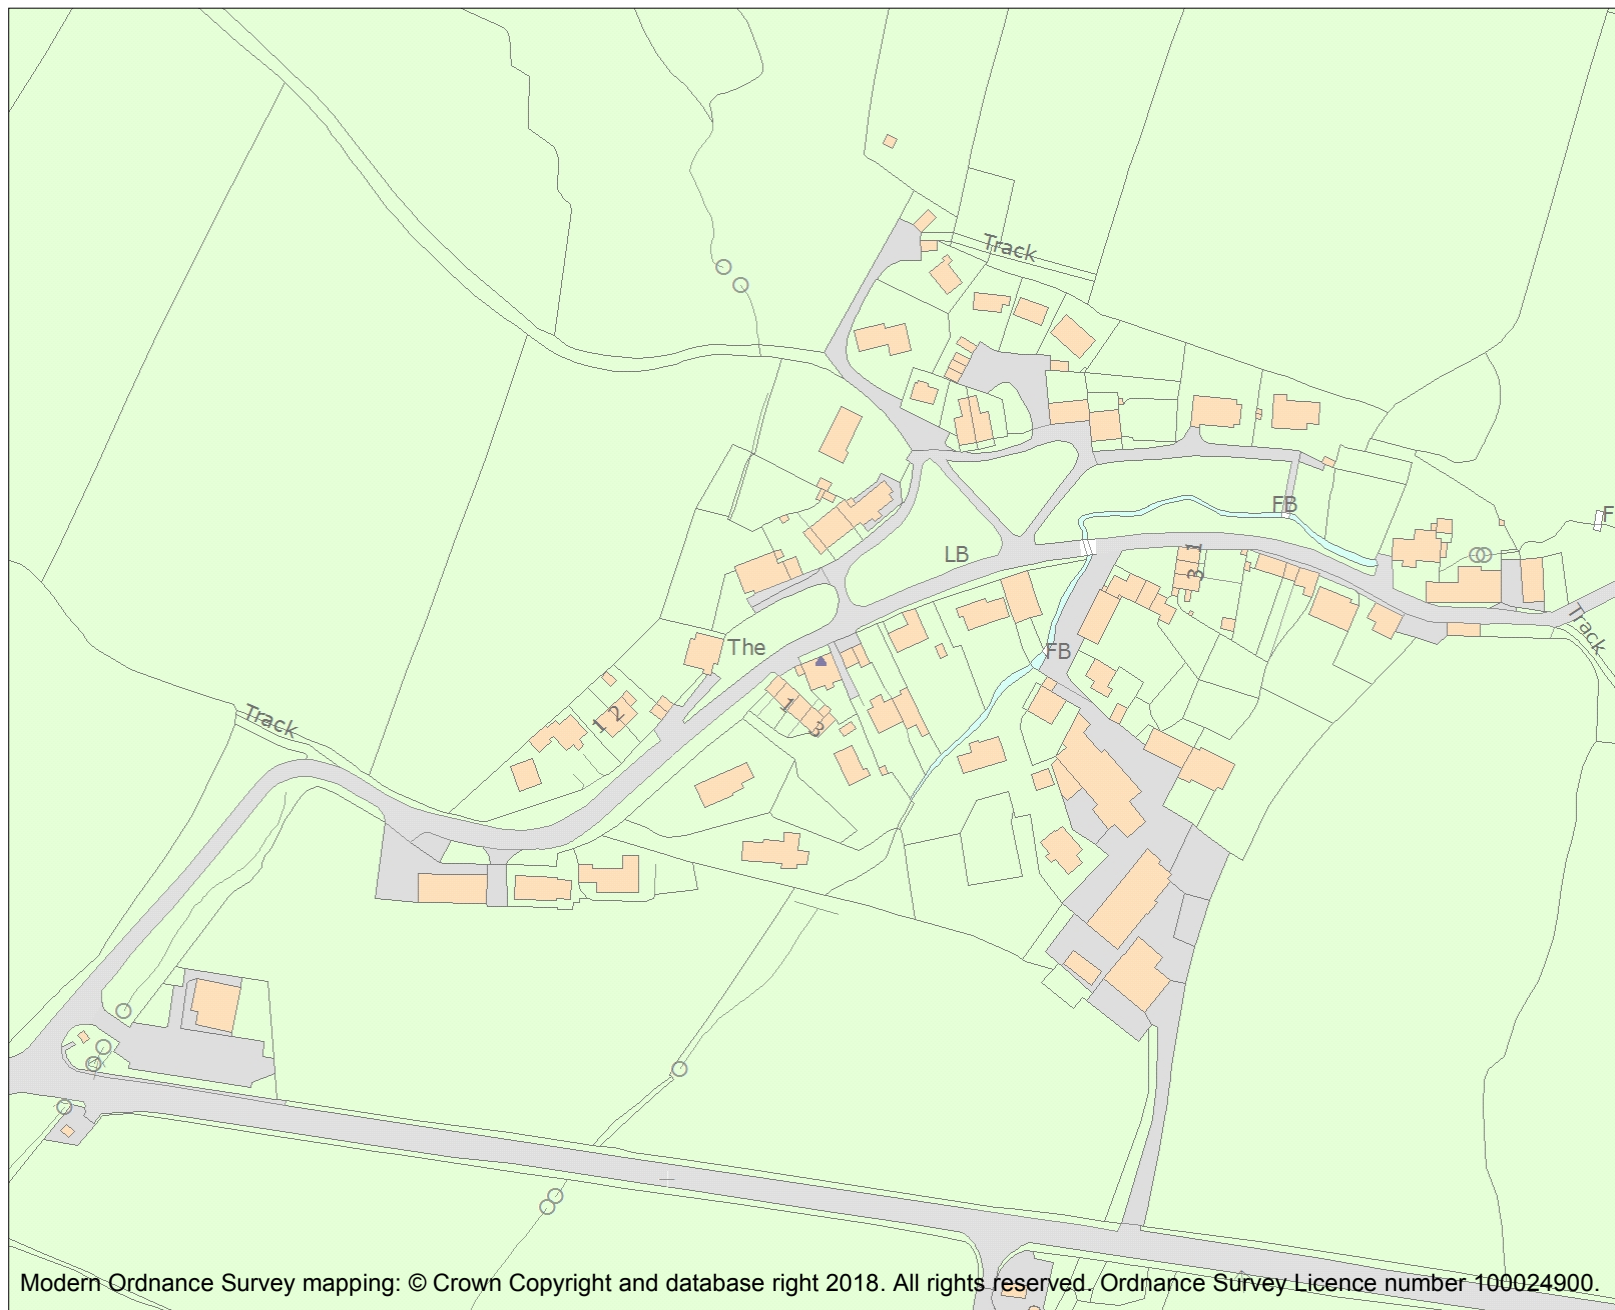 Track
FB
F
LB
1
3
The
FB
Track
1 2
1
3
Track
Modern Ordnance Survey mapping: © Crown Copyright and database right 2018. All rights reserved. Ordnance Survey Licence number 100024900.